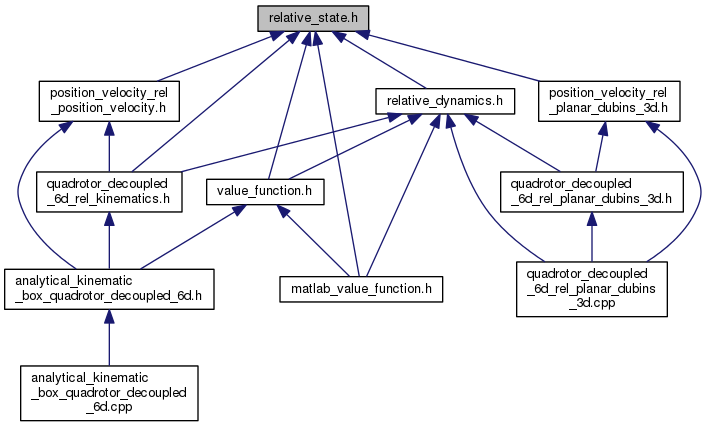 relative_state.h
position_velocity_rel
_position_velocity.h
relative_dynamics.h
position_velocity_rel
_planar_dubins_3d.h
quadrotor_decoupled
_6d_rel_kinematics.h
value_function.h
quadrotor_decoupled
_6d_rel_planar_dubins_3d.h
analytical_kinematic
_box_quadrotor_decoupled_6d.h
matlab_value_function.h
quadrotor_decoupled
_6d_rel_planar_dubins
_3d.cpp
analytical_kinematic
_box_quadrotor_decoupled
_6d.cpp